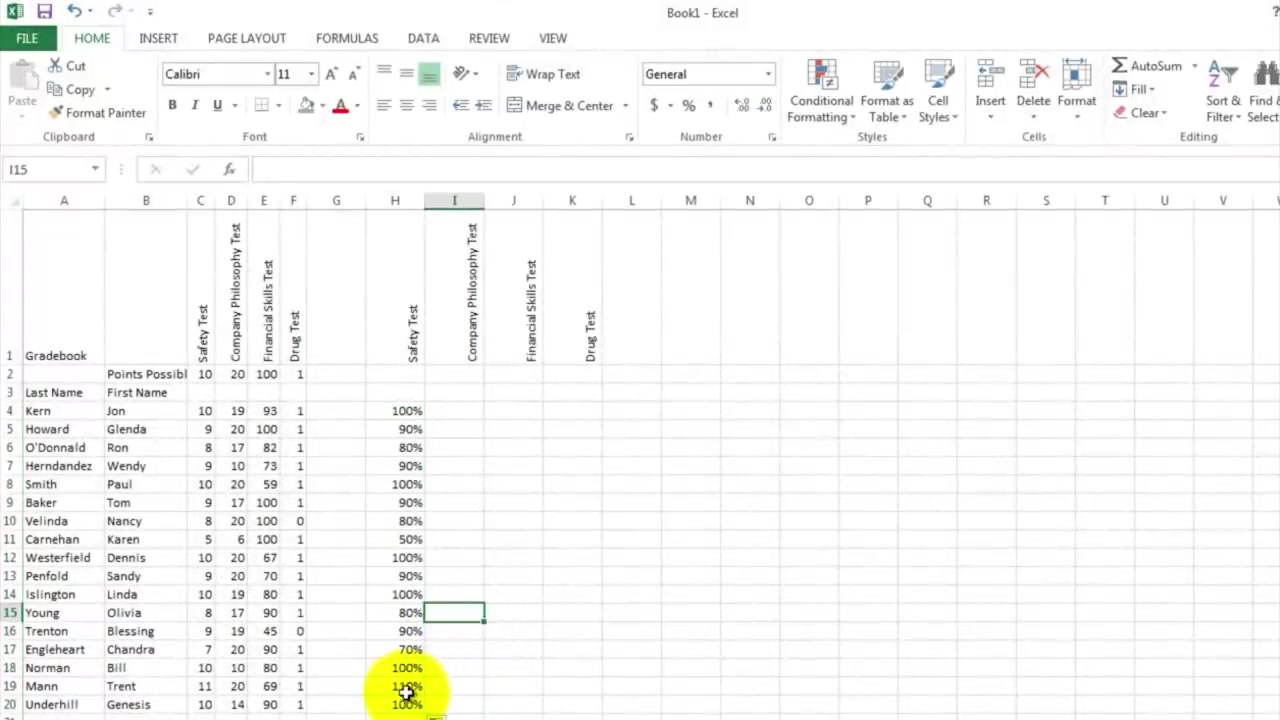 Book1 - Excel ?
FILE HOME INSERT PAGE LAYOUT FORMULAS DATA REVIEW VIEW
Cut Calibri 11 A A Wrap Text General AutoSum
Paste Copy Fill
Format Painter B I U A Merge & Center $ % , Conditional Formatting Format as Table Cell Styles Insert Delete Format Clear Sort & Filter Find & Selec
Clipboard Font Alignment Number Styles Cells Editing
I15 fx
A B C D E F G H I J K L M N O P Q R S T U V
1 Gradebook Safety Test Company Philosophy Test Financial Skills Test Drug Test Safety Test Company Philosophy Test Financial Skills Test Drug Test
2 Points Possibl 10 20 100 1
3 Last Name First Name
4 Kern Jon 10 19 93 1 100%
5 Howard Glenda 9 20 100 1 90%
6 O'Donnald Ron 8 17 82 1 80%
7 Herndandez Wendy 9 10 73 1 90%
8 Smith Paul 10 20 59 1 100%
9 Baker Tom 9 17 100 1 90%
10 Velinda Nancy 8 20 100 0 80%
11 Carnehan Karen 5 6 100 1 50%
12 Westerfield Dennis 10 20 67 1 100%
13 Penfold Sandy 9 20 70 1 90%
14 Islington Linda 10 19 80 1 100%
15 Young Olivia 8 17 90 1 80%
16 Trenton Blessing 9 19 45 0 90%
17 Engleheart Chandra 7 20 90 1 70%
18 Norman Bill 10 10 80 1 100%
19 Mann Trent 11 20 69 1 110%
20 Underhill Genesis 10 14 90 1 100%